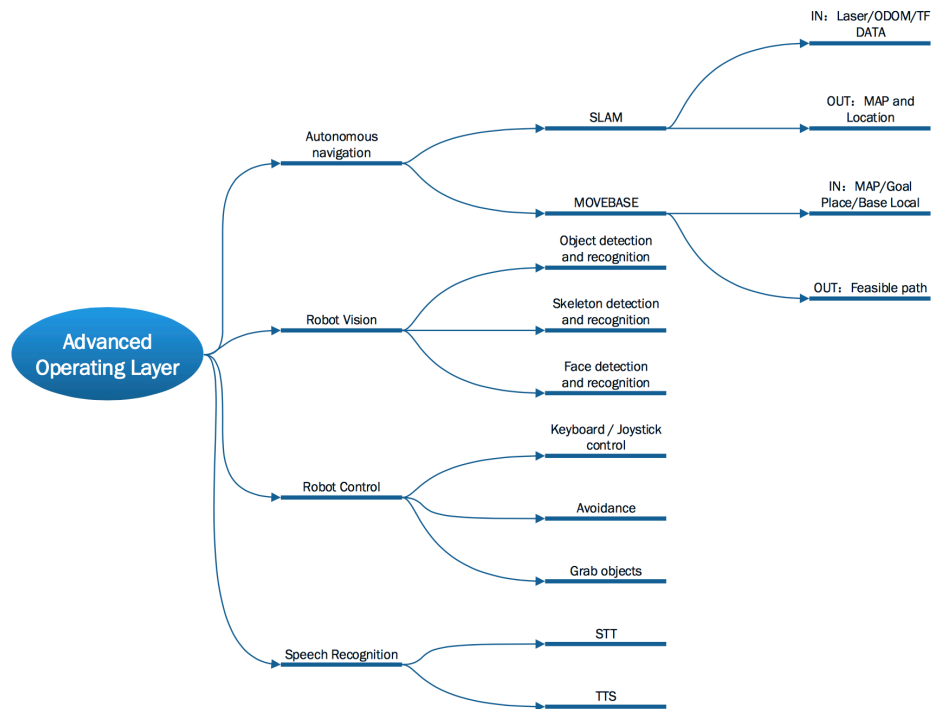 IN：Laser/ODOM/TF
DATA
SLAM
OUT：MAP and
Location
Autonomous
navigation
IN：MAP/Goal
Place/Base Local
MOVEBASE
Object detection
and recognition
OUT：Feasible path
Skeleton detection
and recognition
Robot Vision
Advanced
Operating Layer
Face detection
and recognition
Keyboard / Joystick
control
Robot Control
Avoidance
Grab objects
STT
Speech Recognition
TTS